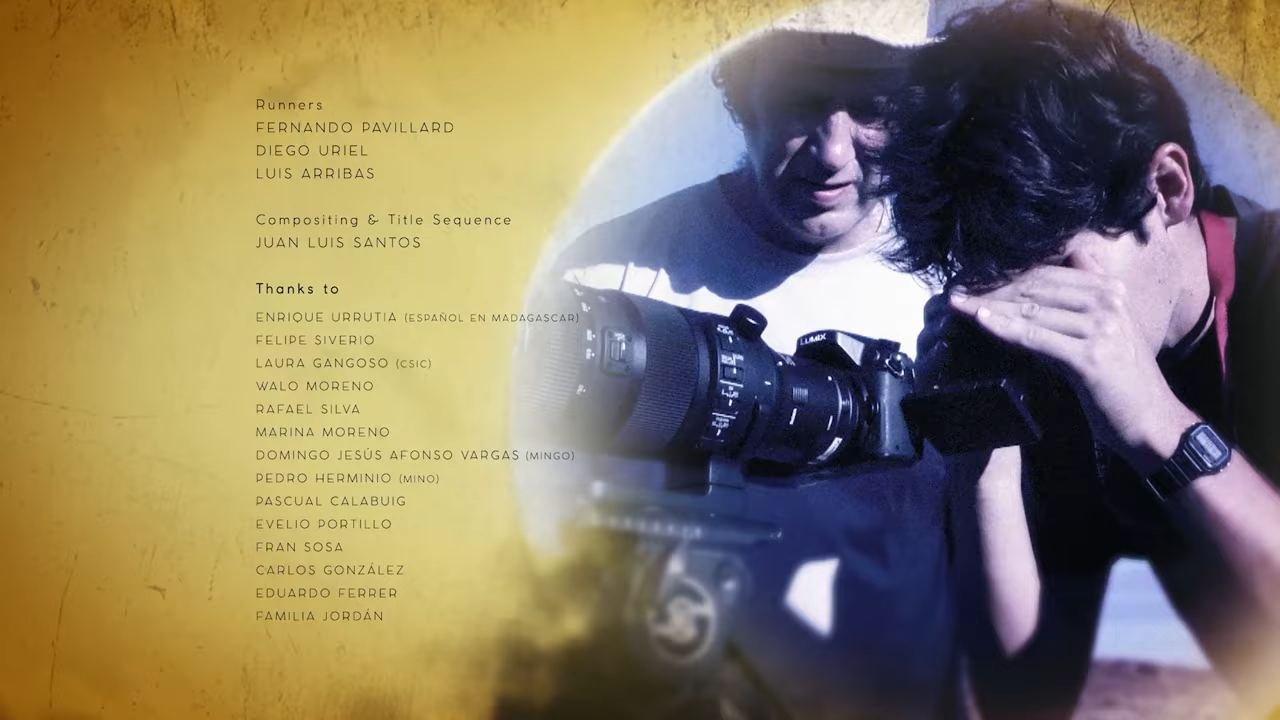 Runners
FERNANDO PAVILLARD
DIEGO URIEL
LUIS ARRIBAS
Compositing & Title Sequence
JUAN LUIS SANTOS
Thanks to
ENRIQUE URRUTIA (ESPAÑOL EN MADAGASCAR)
FELIPE SIVERIO
LAURA GANGOSO (CSIC)
WALO MORENO
RAFAEL SILVA
MARINA MORENO
DOMINGO JESÚS AFONSO VARGAS (MINGO)
PEDRO HERMINIO (MINO)
PASCUAL CALABUIG
EVELIO PORTILLO
FRAN SOSA
CARLOS GONZÁLEZ
EDUARDO FERRER
FAMILIA JORDÁN
LUMIX